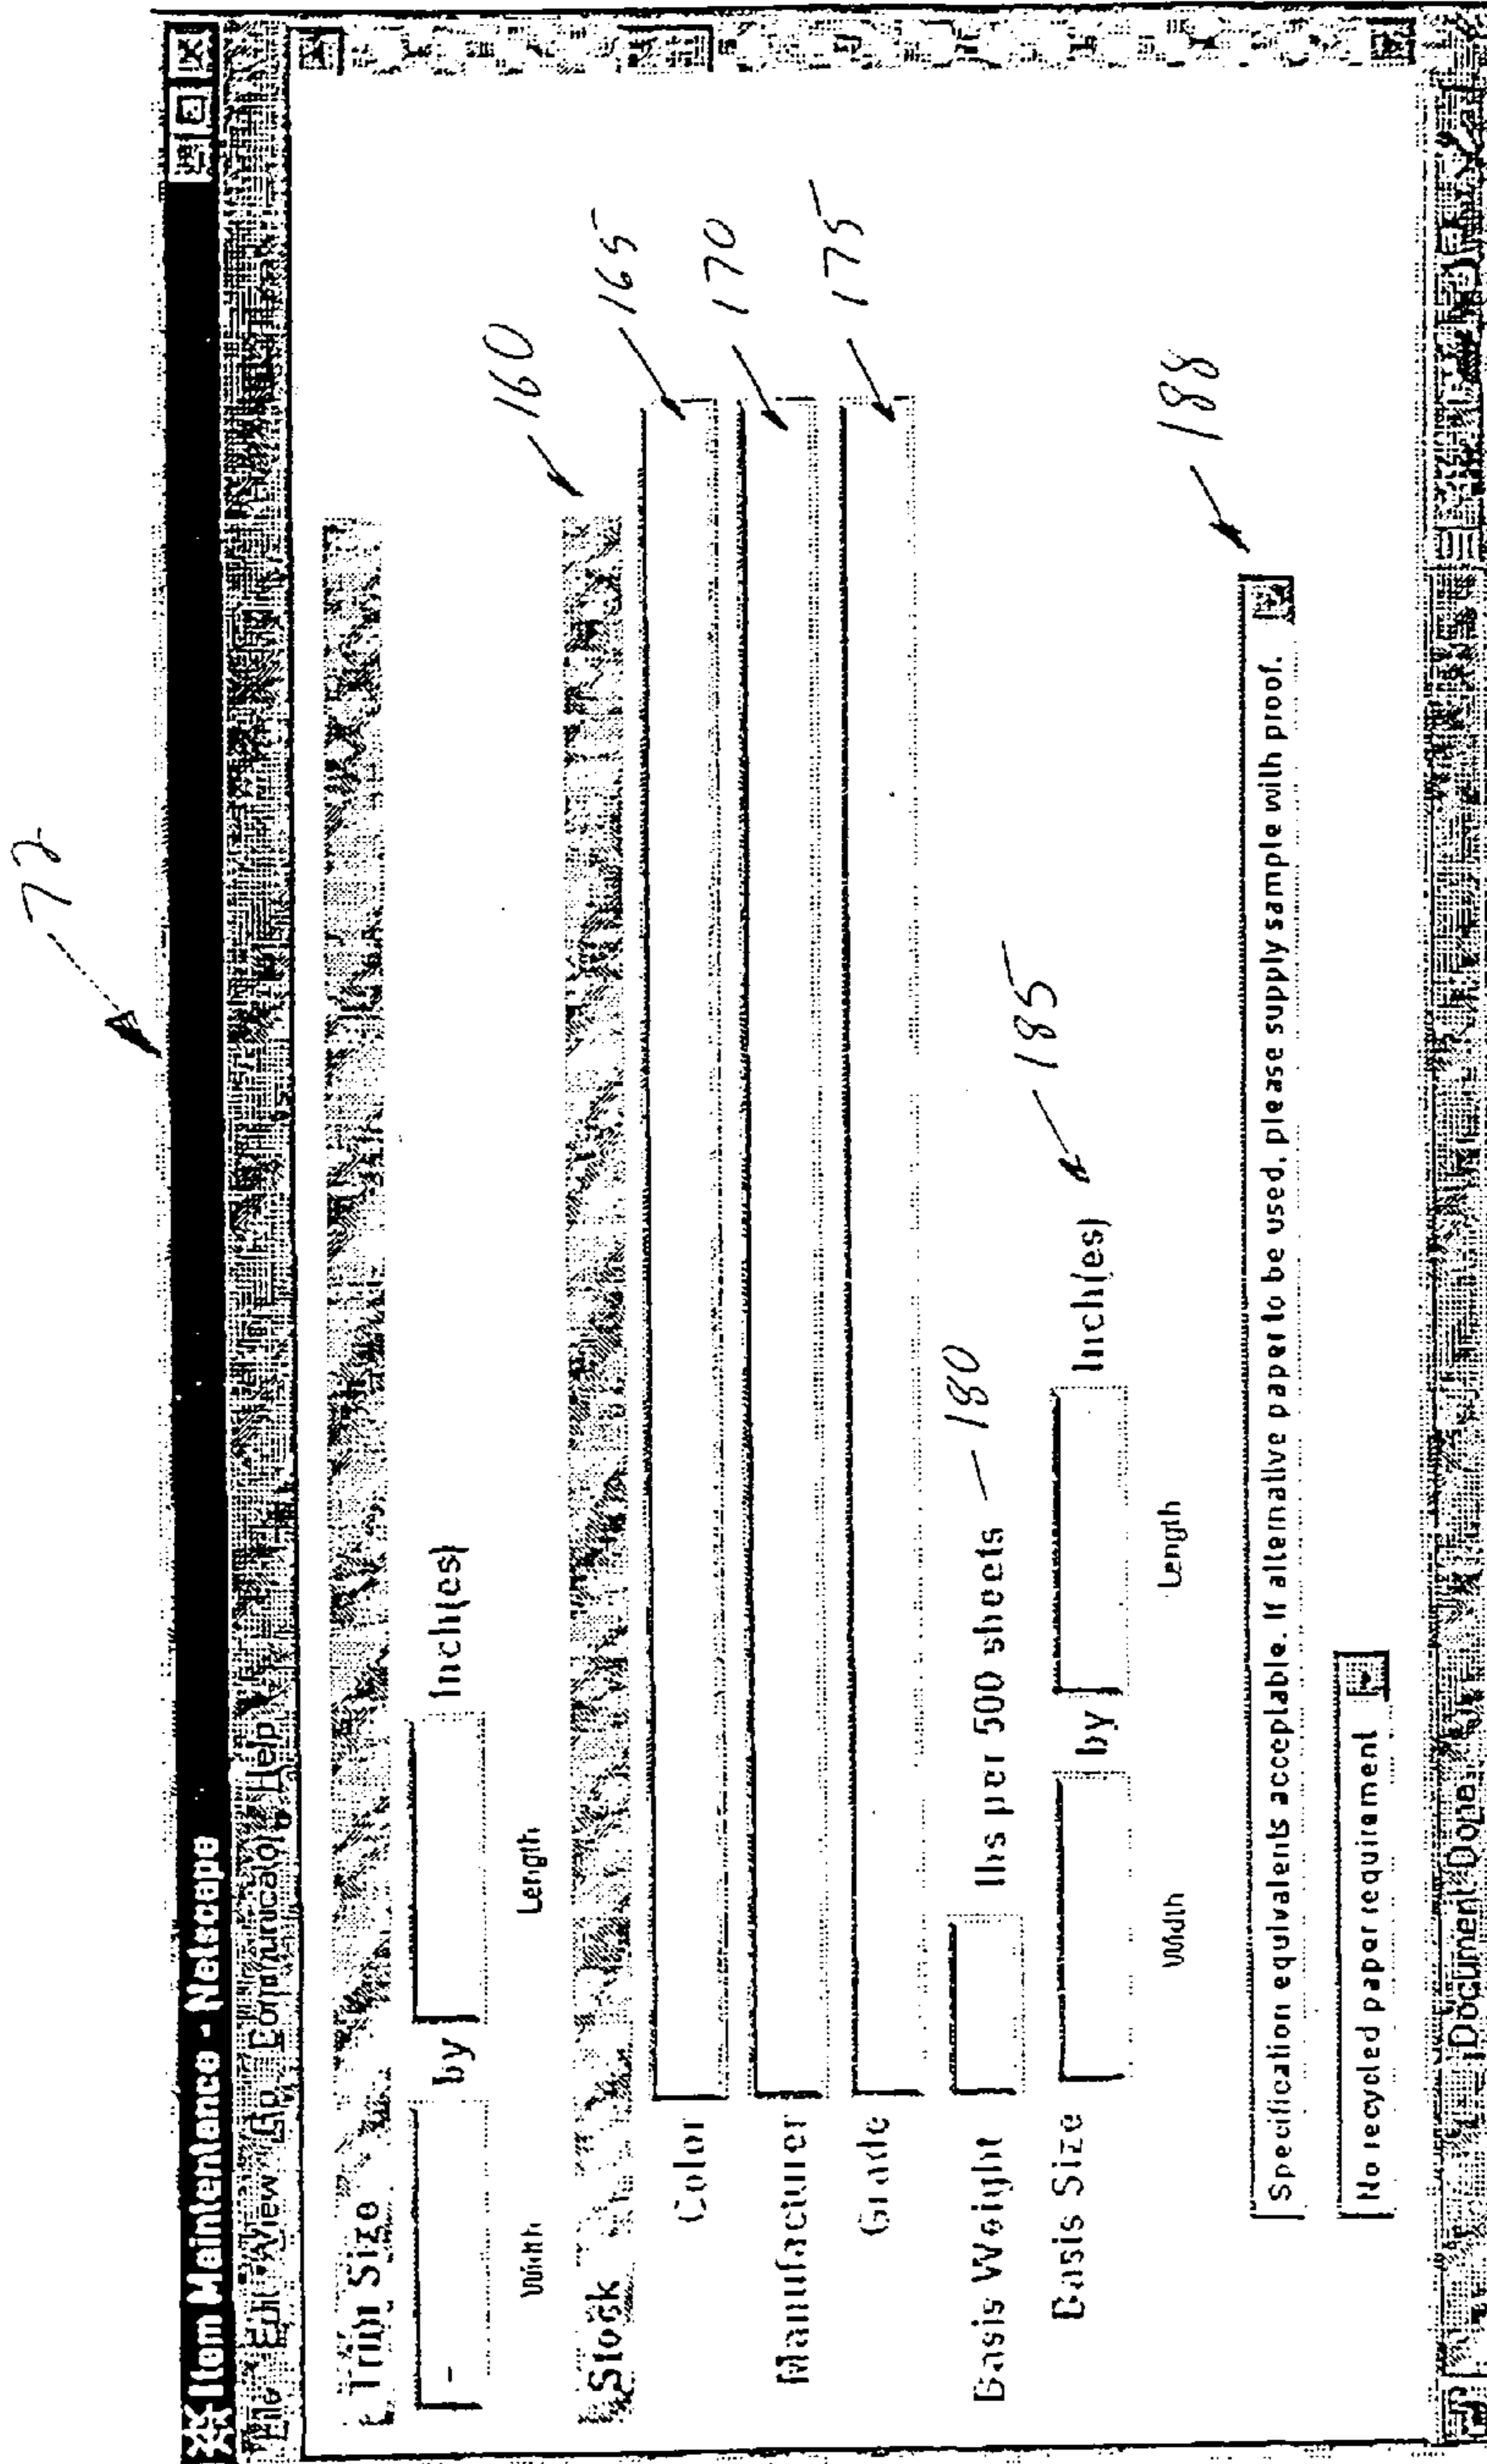 72
Item Maintentance - Netscape
File Edit View Go Communicator Help
Trim Size
by Inch(es)
Width Length
Stock 160
Color 165
Manufacturer 170
Grade 175
Basis Weight lbs per 500 sheets 180
Basis Size by Inch(es) 185
Width Length
Specification equivalents acceptable. If alternative paper to be used, please supply sample with proof. 188
No recycled paper requirement
Document Done